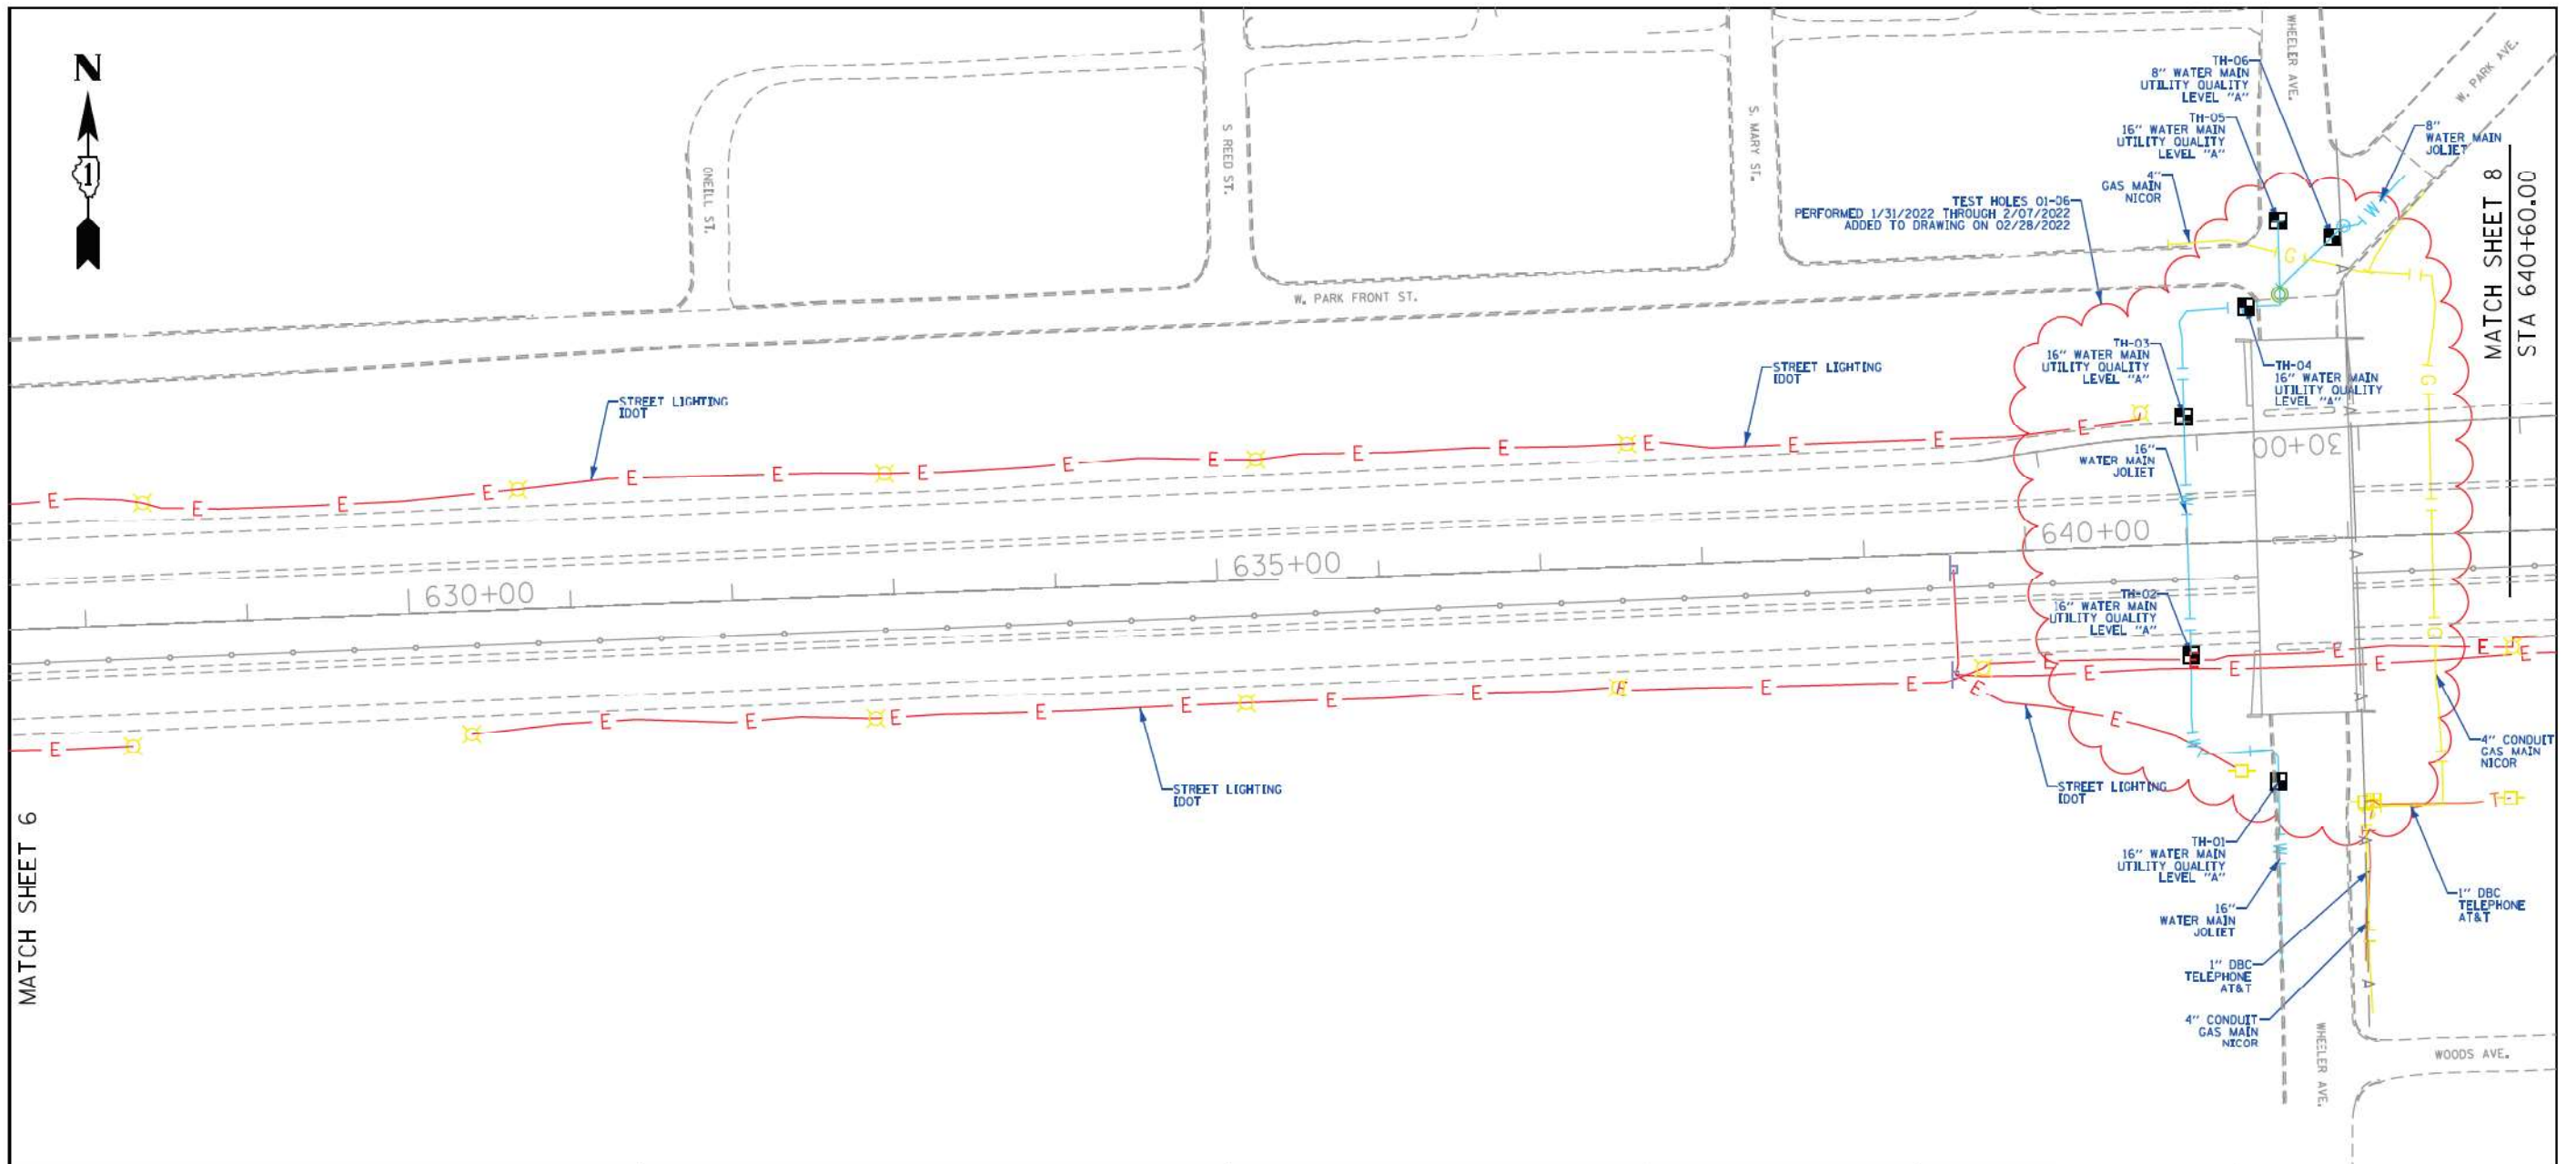 N
1
ONEILL ST.
S REED ST.
S. MARY ST.
WHEELER AVE.
W. PARK AVE.
TH-06
8" WATER MAIN
UTILITY QUALITY
LEVEL "A"
TH-05
16" WATER MAIN
UTILITY QUALITY
LEVEL "A"
8"
WATER MAIN
JOLIET
4"
GAS MAIN
NICOR
TEST HOLES 01-06
PERFORMED 1/31/2022 THROUGH 2/07/2022
ADDED TO DRAWING ON 02/28/2022
MATCH SHEET 8
STA 640+60.00
W. PARK FRONT ST.
TH-03
16" WATER MAIN
UTILITY QUALITY
LEVEL "A"
TH-04
16" WATER MAIN
UTILITY QUALITY
LEVEL "A"
STREET LIGHTING
IDOT
STREET LIGHTING
IDOT
16"
WATER MAIN
JOLIET
30+00
640+00
635+00
630+00
TH-02
16" WATER MAIN
UTILITY QUALITY
LEVEL "A"
STREET LIGHTING
IDOT
STREET LIGHTING
IDOT
4" CONDUIT
GAS MAIN
NICOR
MATCH SHEET 6
TH-01
16" WATER MAIN
UTILITY QUALITY
LEVEL "A"
16"
WATER MAIN
JOLIET
1" DBC
TELEPHONE
AT&T
1" DBC
TELEPHONE
AT&T
4" CONDUIT
GAS MAIN
NICOR
WHEELER AVE.
WOODS AVE.
E E E E E E E E E E E E E E E
E E E E E E E E E E E
E E E E E E E E
W W W W
G G G
A A A A A A
T